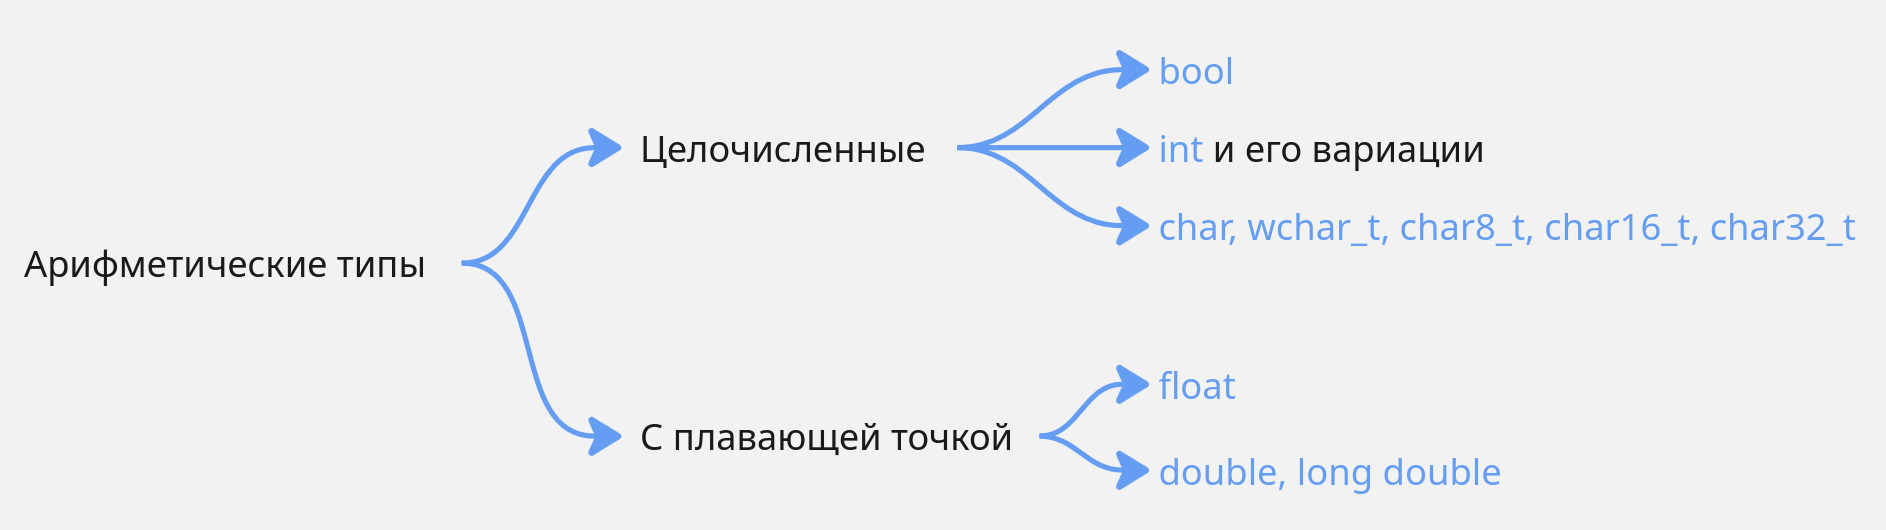 Арифметические типы
Целочисленные
bool
int и его вариации
char, wchar_t, char8_t, char16_t, char32_t
С плавающей точкой
float
double, long double